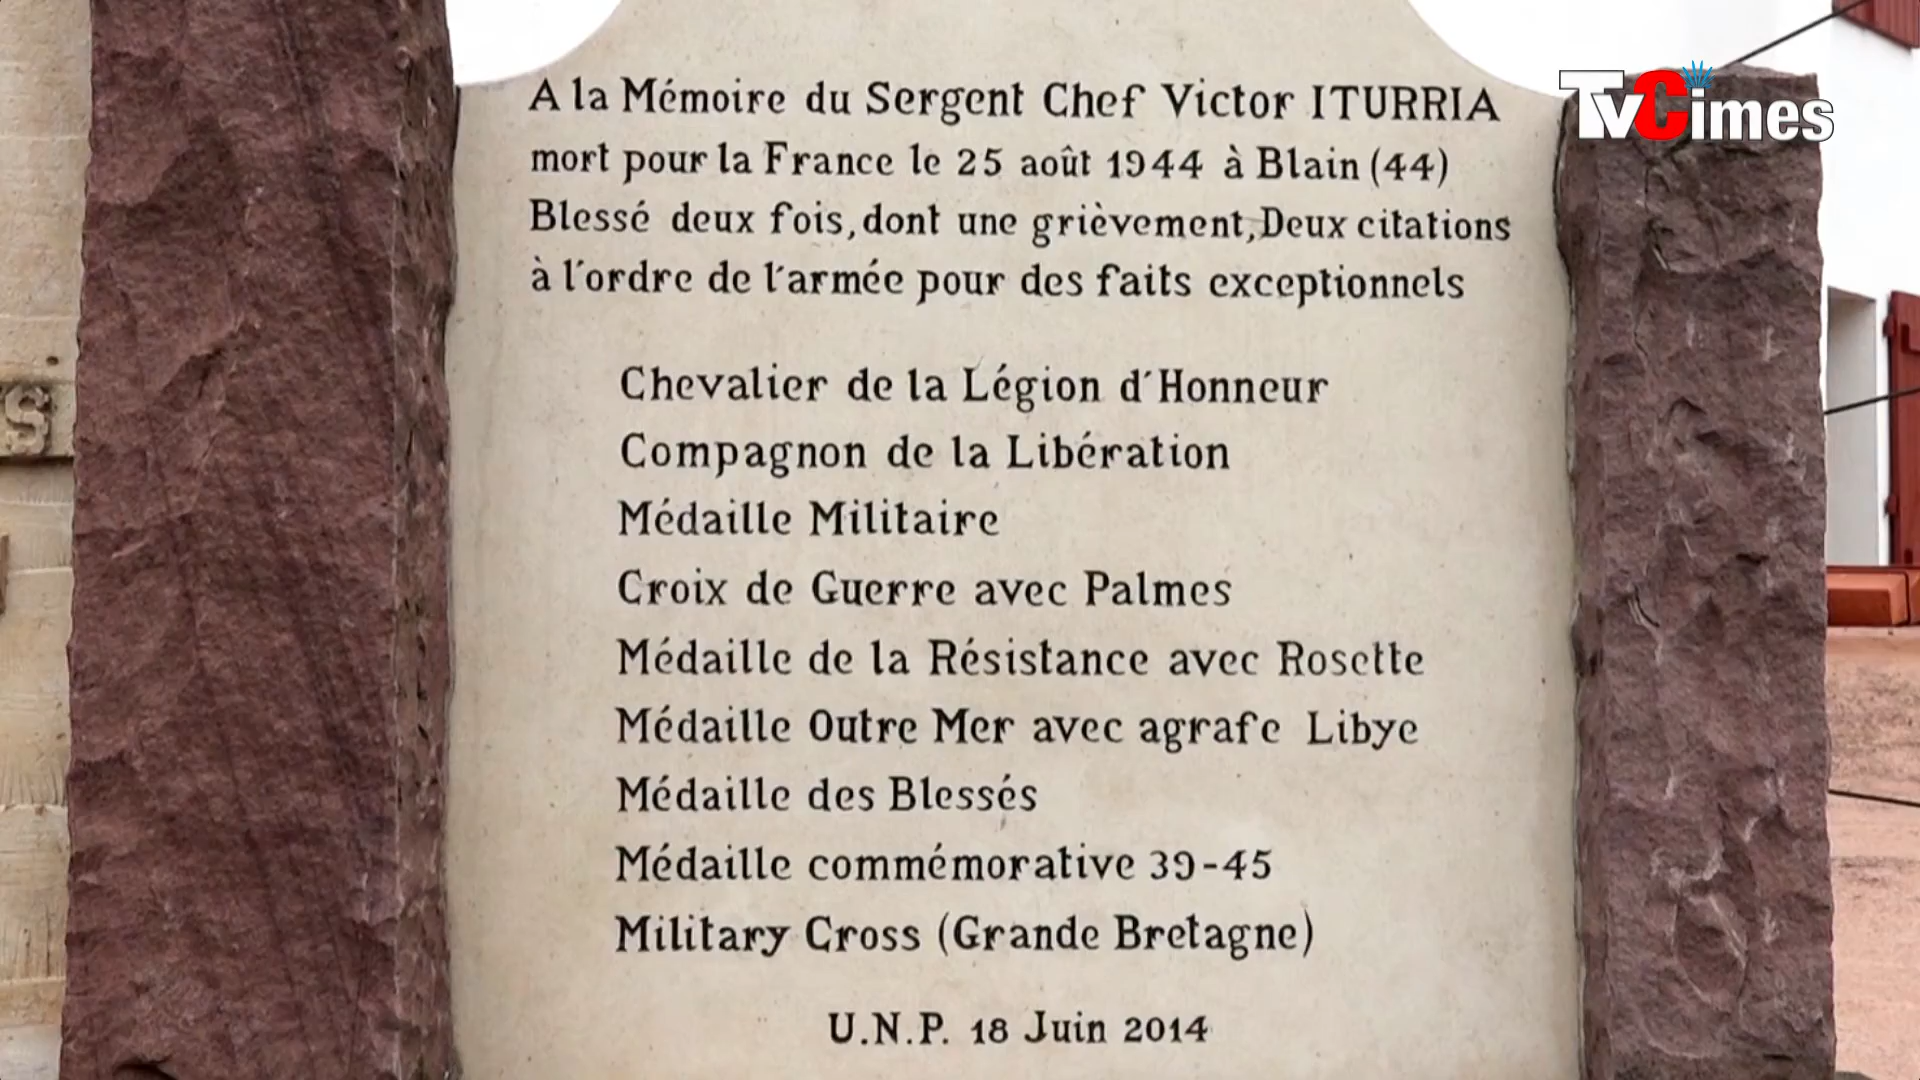 A la Mémoire du Sergent Chef Victor ITURRIA
mort pour la France le 25 août 1944 à Blain (44)
Blessé deux fois, dont une grièvement, Deux citations
à l'ordre de l'armée pour des faits exceptionnels
Chevalier de la Légion d'Honneur
Compagnon de la Libération
Médaille Militaire
Croix de Guerre avec Palmes
Médaille de la Résistance avec Rosette
Médaille Outre Mer avec agrafe Libye
Médaille des Blessés
Médaille commémorative 39-45
Military Cross (Grande Bretagne)
U.N.P. 18 Juin 2014
TvCimes
S